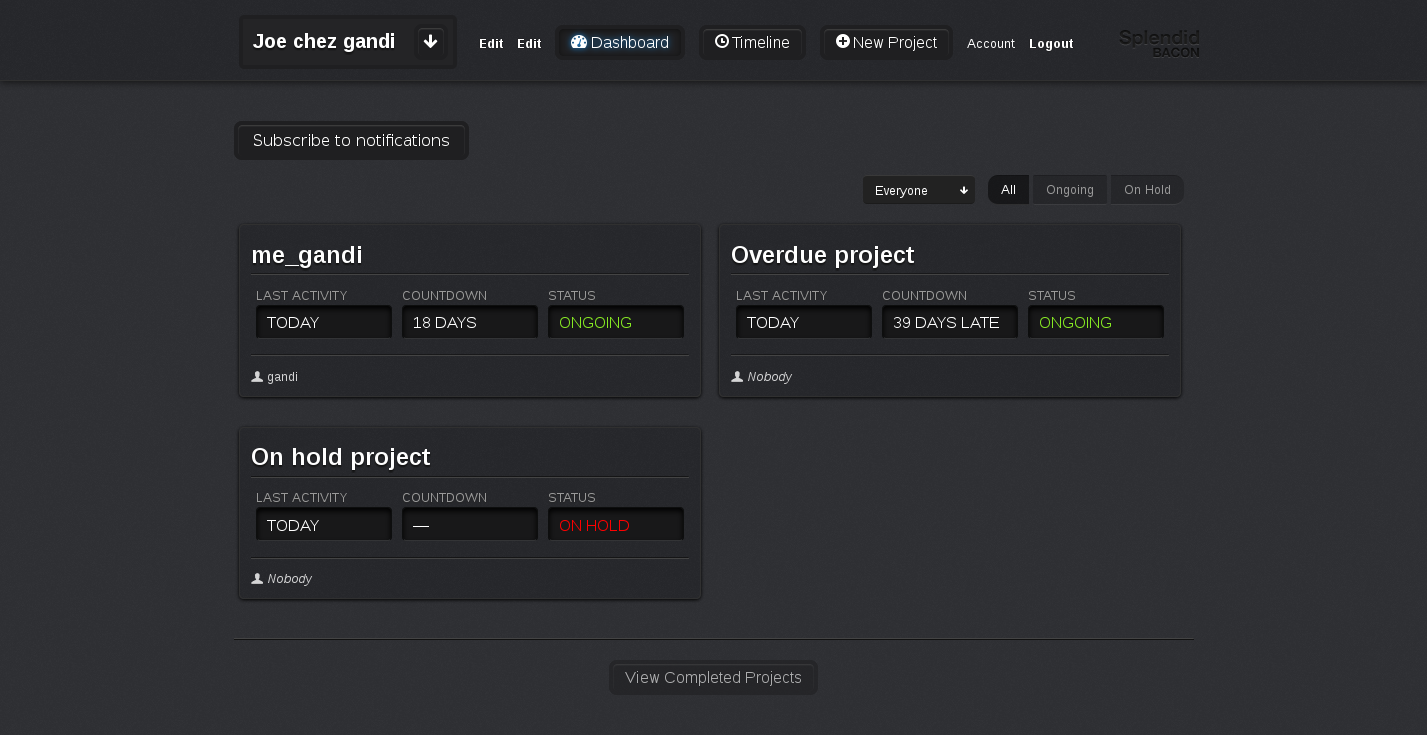 Joe chez gandi Edit Edit Dashboard Timeline New Project Account Logout Splendid
BACON
Subscribe to notifications
Everyone All Ongoing On Hold
me_gandi
LAST ACTIVITY COUNTDOWN STATUS
TODAY 18 DAYS ONGOING
gandi
Overdue project
LAST ACTIVITY COUNTDOWN STATUS
TODAY 39 DAYS LATE ONGOING
Nobody
On hold project
LAST ACTIVITY COUNTDOWN STATUS
TODAY — ON HOLD
Nobody
View Completed Projects